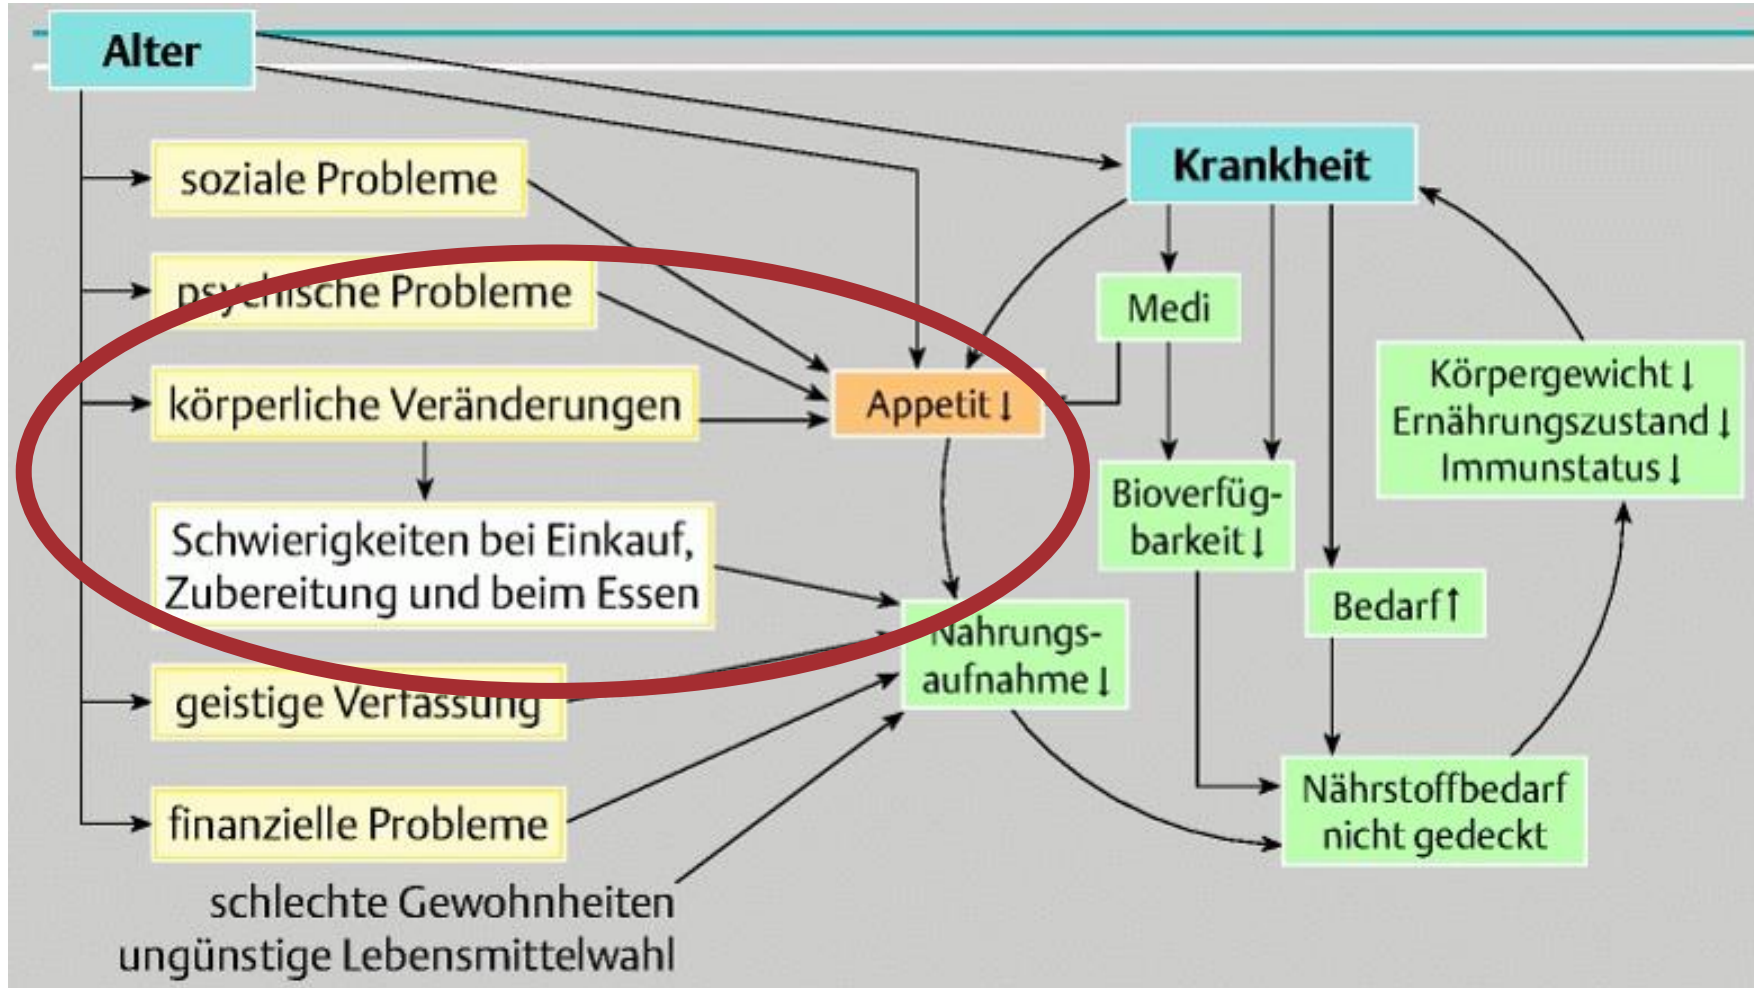 Alter
soziale Probleme
psychische Probleme
körperliche Veränderungen
Schwierigkeiten bei Einkauf,
Zubereitung und beim Essen
geistige Verfassung
finanzielle Probleme
schlechte Gewohnheiten
ungünstige Lebensmittelwahl
Appetit ↓
Nahrungs-
aufnahme ↓
Krankheit
Medi
Bioverfüg-
barkeit ↓
Bedarf ↑
Nährstoffbedarf
nicht gedeckt
Körpergewicht ↓
Ernährungszustand ↓
Immunstatus ↓